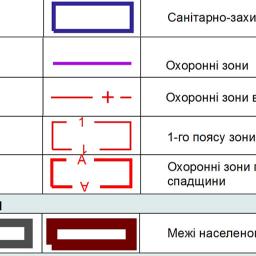 Санітарно-захи
Охоронні зони
Охоронні зони в
1
1-го поясу зони
А
Охоронні зони
спадщини
Межі населено